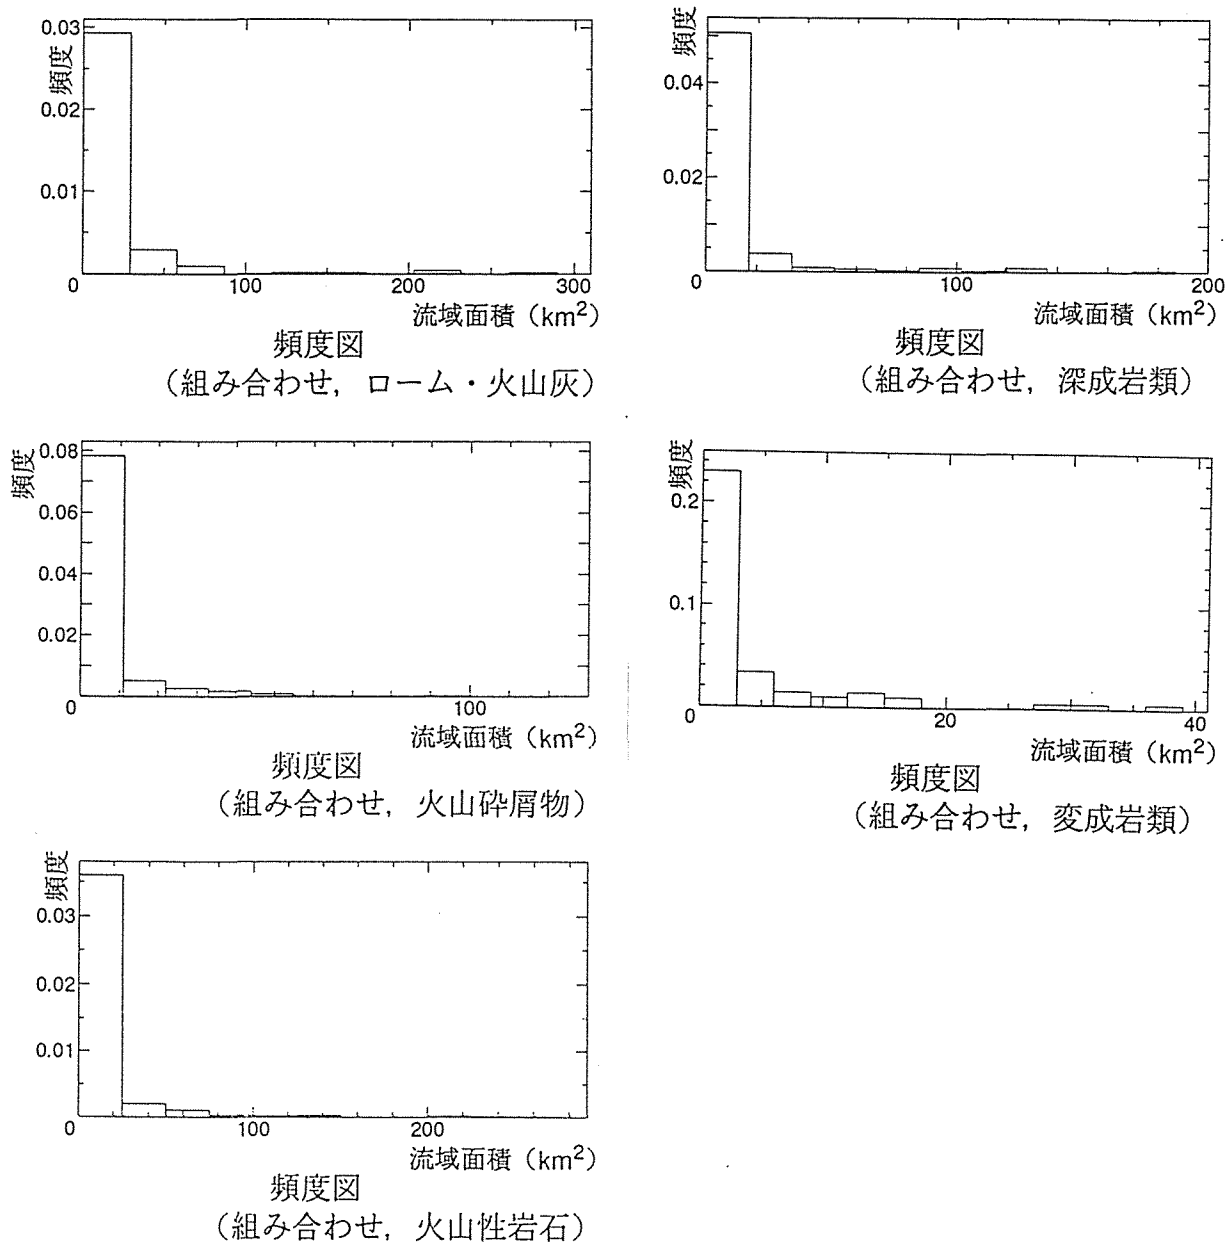 頻度
0.03
0.02
0.01
0
100
200
300
流域面積（km²）
頻度図
（組み合わせ，ローム・火山灰）
頻度
0.04
0.02
0
100
200
流域面積（km²）
頻度図
（組み合わせ，深成岩類）
頻度
0.08
0.06
0.04
0.02
0
100
流域面積（km²）
頻度図
（組み合わせ，火山砕屑物）
頻度
0.2
0.1
0
20
40
流域面積（km²）
頻度図
（組み合わせ，変成岩類）
頻度
0.03
0.02
0.01
0
100
200
流域面積（km²）
頻度図
（組み合わせ，火山性岩石）